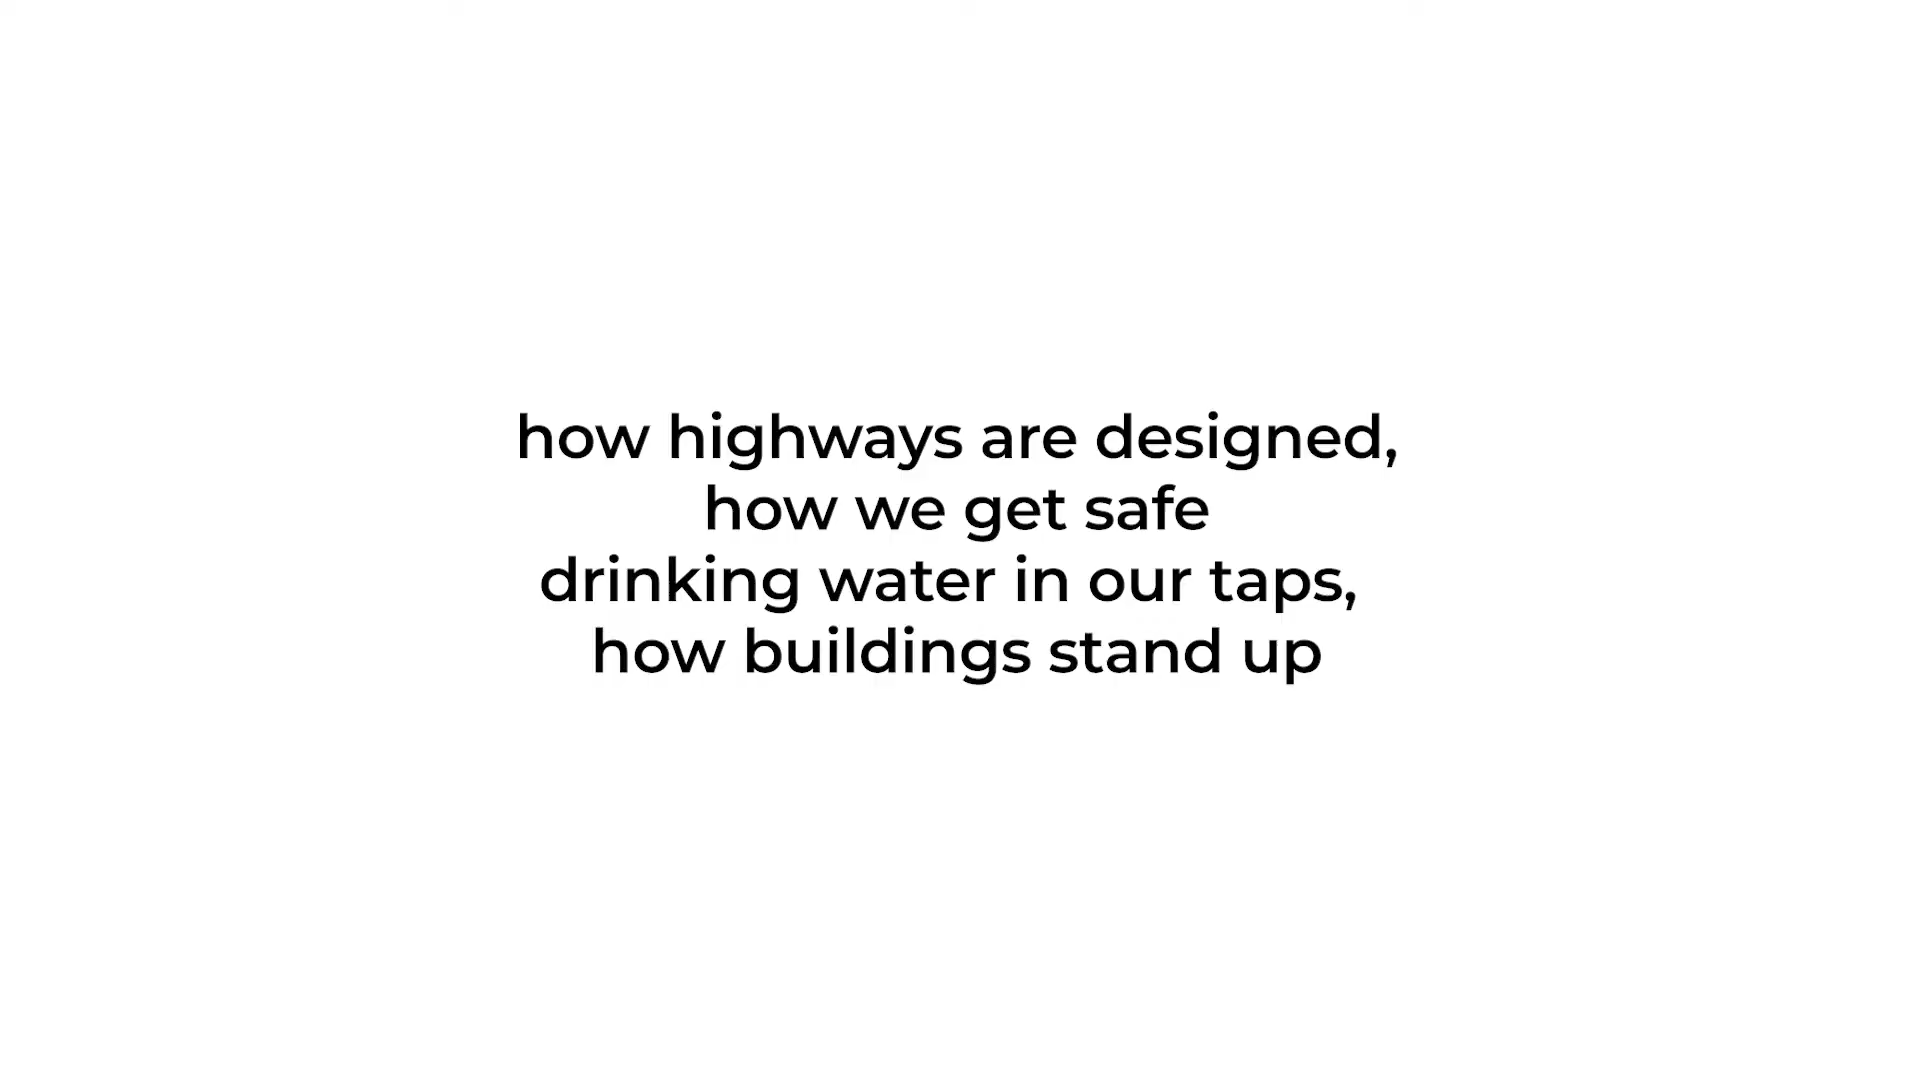 how highways are designed,
how we get safe
drinking water in our taps,
how buildings stand up